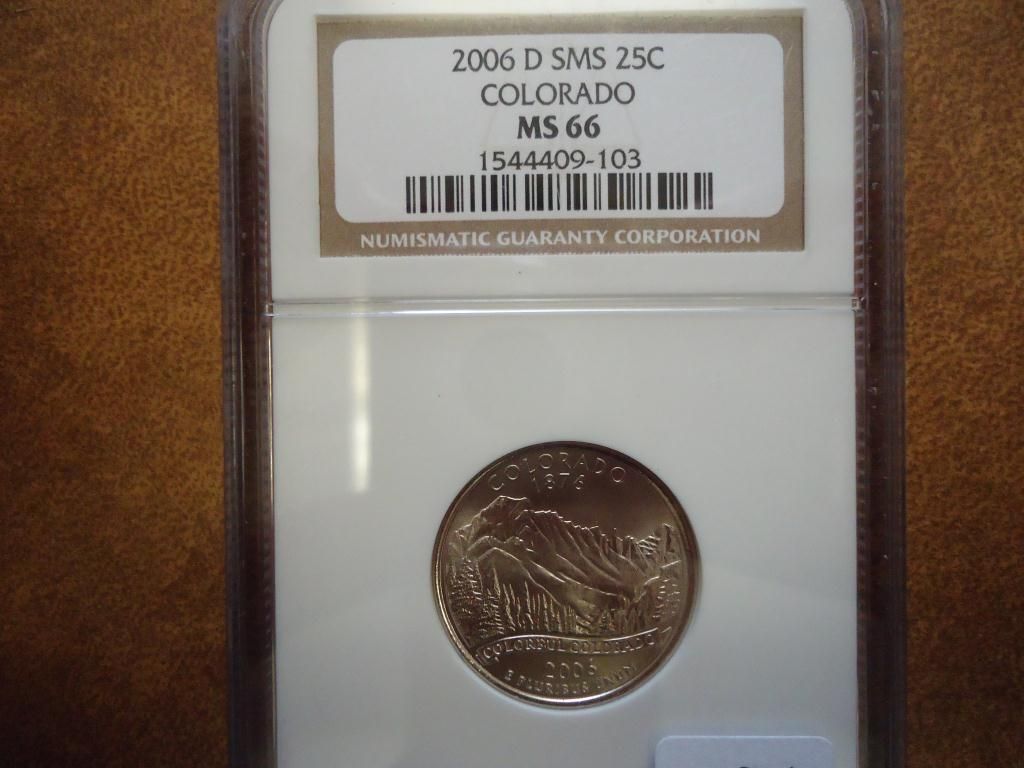 2006 D SMS 25C
COLORADO
MS 66
1544409-103
NUMISMATIC GUARANTY CORPORATION
COLORADO
1876
COLORFUL COLORADO
2006
E PLURIBUS UNUM